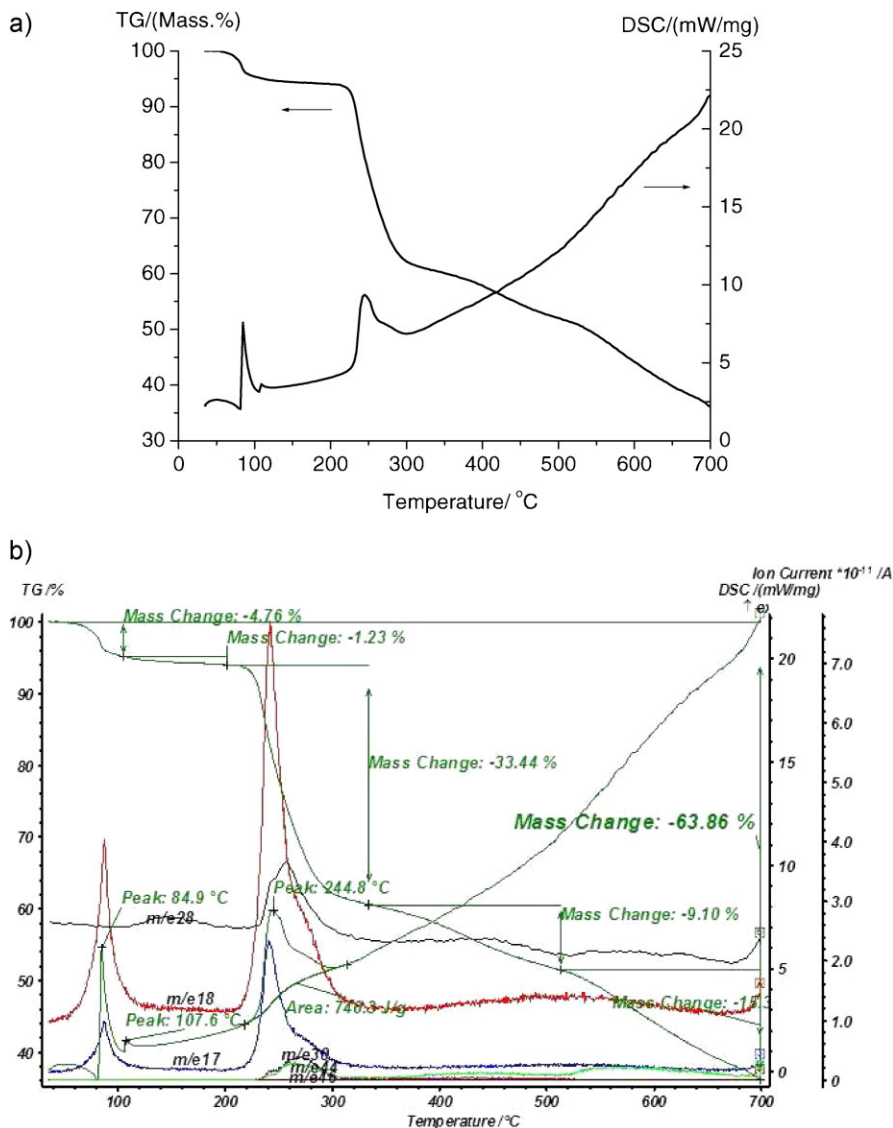 a)
TG/(Mass.%)
DSC/(mW/mg)
100
90
80
70
60
50
40
30
25
20
15
10
5
0
0 100 200 300 400 500 600 700
Temperature/ °C
b)
Ion Current *10⁻¹¹ /A
TG /%
DSC /(mW/mg)
100
90
80
70
60
50
40
20
15
10
5
0
7.0
6.0
5.0
4.0
3.0
2.0
1.0
0
Mass Change: -4.76 %
Mass Change: -1.23 %
Mass Change: -33.44 %
Mass Change: -63.86 %
Peak: 244.8 °C
Peak: 84.9 °C
m/e28
Mass Change: -9.10 %
m/e18
Area: 746.3 J/g
Peak: 107.6 °C
m/e17
m/e30
m/e44
100 200 300 400 500 600 700
Temperature /°C